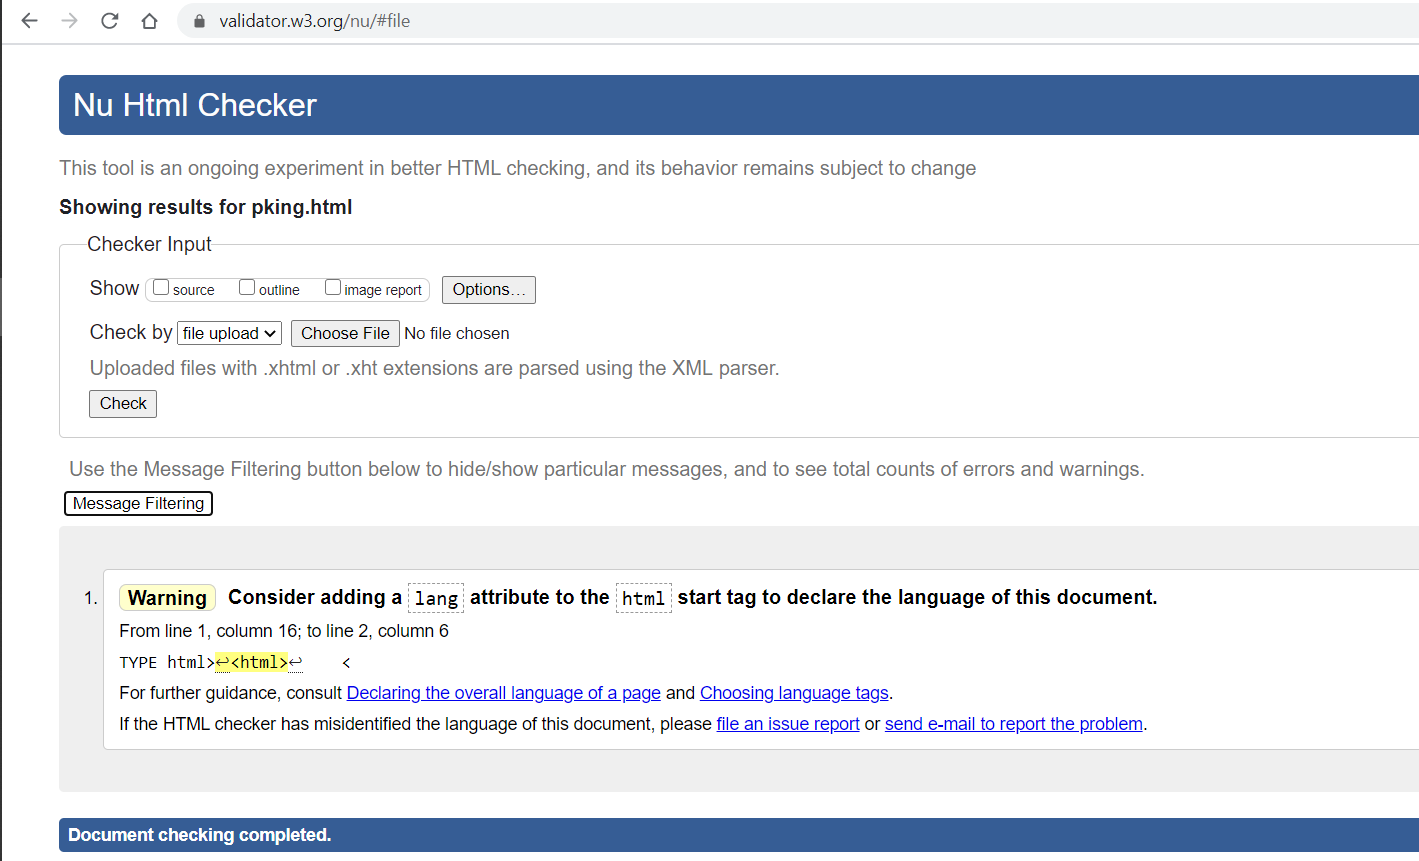 validator.w3.org/nu/#file
Nu Html Checker
This tool is an ongoing experiment in better HTML checking, and its behavior remains subject to change
Showing results for pking.html
Checker Input
Show source outline image report Options...
Check by file upload Choose File No file chosen
Uploaded files with .xhtml or .xht extensions are parsed using the XML parser.
Check
Use the Message Filtering button below to hide/show particular messages, and to see total counts of errors and warnings.
Message Filtering
1. Warning Consider adding a lang attribute to the html start tag to declare the language of this document.
From line 1, column 16; to line 2, column 6
TYPE html>↩<html>↩ <
For further guidance, consult Declaring the overall language of a page and Choosing language tags.
If the HTML checker has misidentified the language of this document, please file an issue report or send e-mail to report the problem.
Document checking completed.